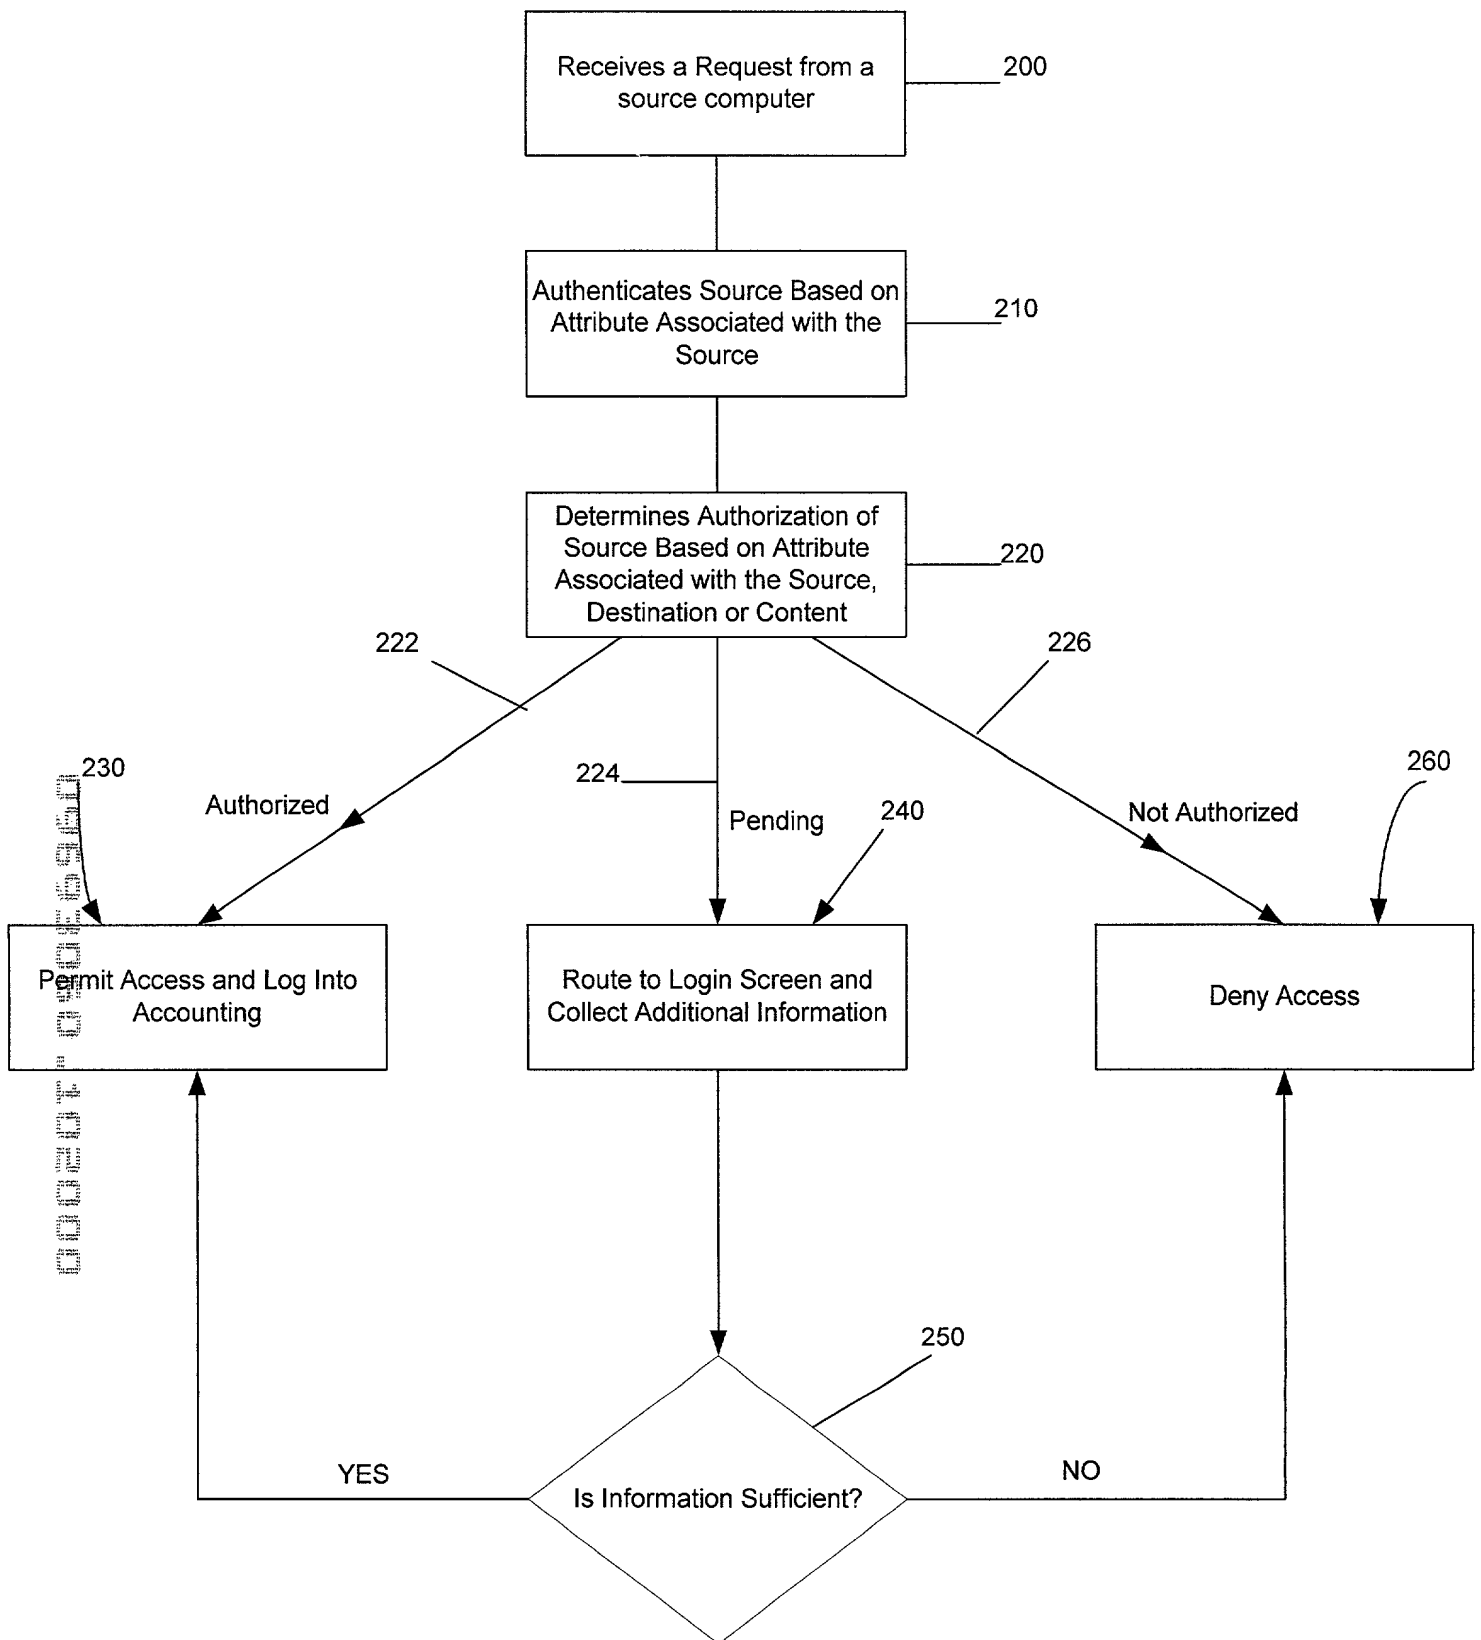 Receives a Request from a
source computer
200
Authenticates Source Based on
Attribute Associated with the
Source
210
Determines Authorization of
Source Based on Attribute
Associated with the Source,
Destination or Content
220
222
226
230
Authorized
224
Pending
240
Not Authorized
260
Permit Access and Log Into
Accounting
Route to Login Screen and
Collect Additional Information
Deny Access
250
YES
Is Information Sufficient?
NO